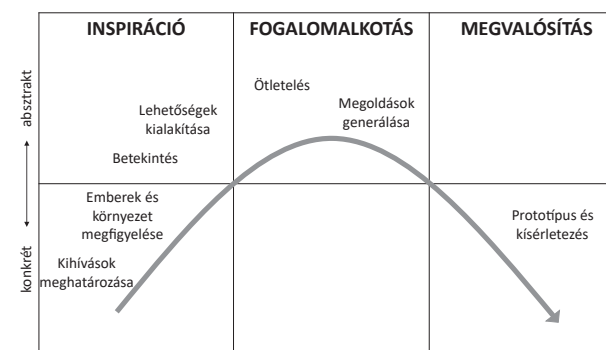 INSPIRÁCIÓ
FOGALOMALKOTÁS
MEGVALÓSÍTÁS
absztrakt
konkrét
Lehetőségek
kialakítása
Betekintés
Emberek és
környezet
megfigyelése
Kihívások
meghatározása
Ötletelés
Megoldások
generálása
Prototípus és
kísérletezés